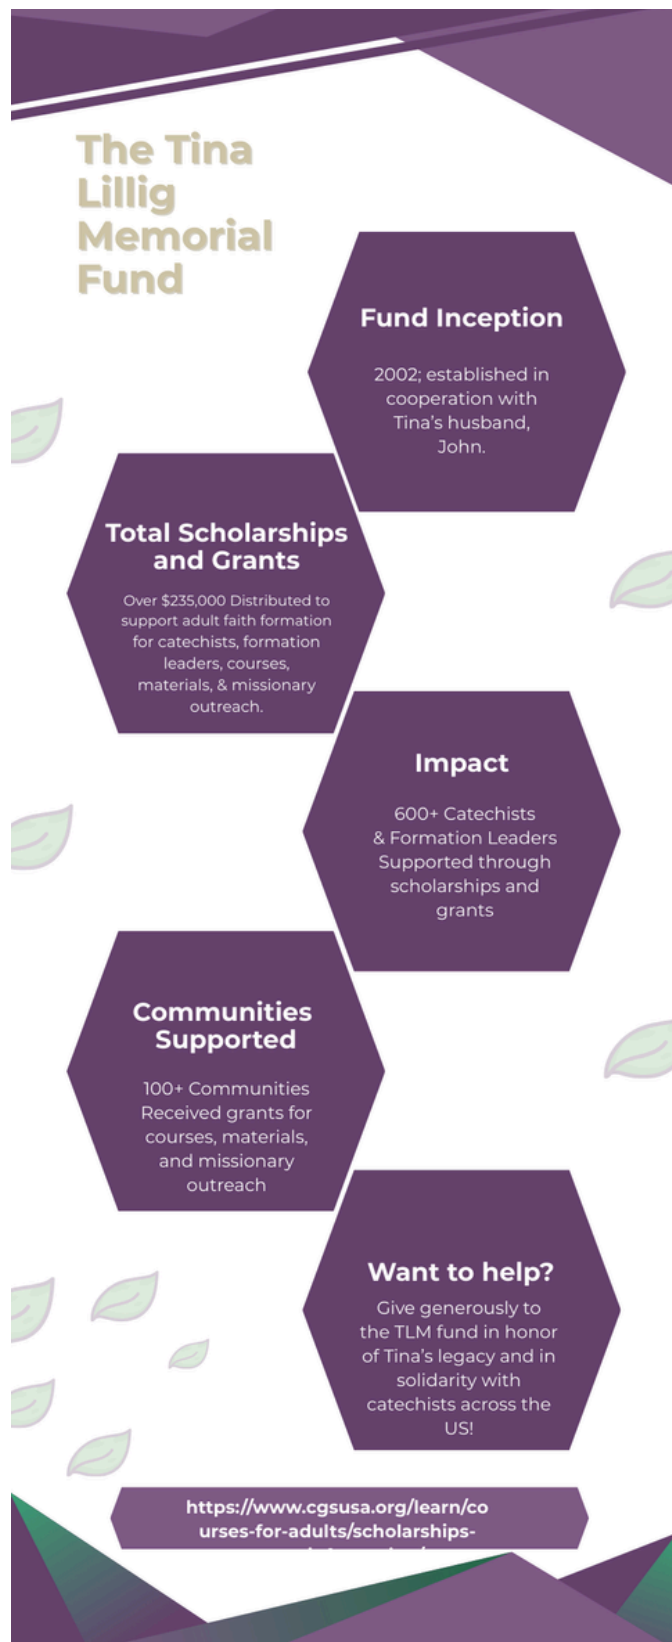 The Tina
Lillig
Memorial
Fund
Fund Inception
2002; established in
cooperation with
Tina's husband,
John.
Total Scholarships
and Grants
Over $235,000 Distributed to
support adult faith formation
for catechists, formation
leaders, courses,
materials, & missionary
outreach.
Impact
600+ Catechists
& Formation Leaders
Supported through
scholarships and
grants
Communities
Supported
100+ Communities
Received grants for
courses, materials,
and missionary
outreach
Want to help?
Give generously to
the TLM fund in honor
of Tina's legacy and in
solidarity with
catechists across the
US!
https://www.cgsusa.org/learn/co
urses-for-adults/scholarships-